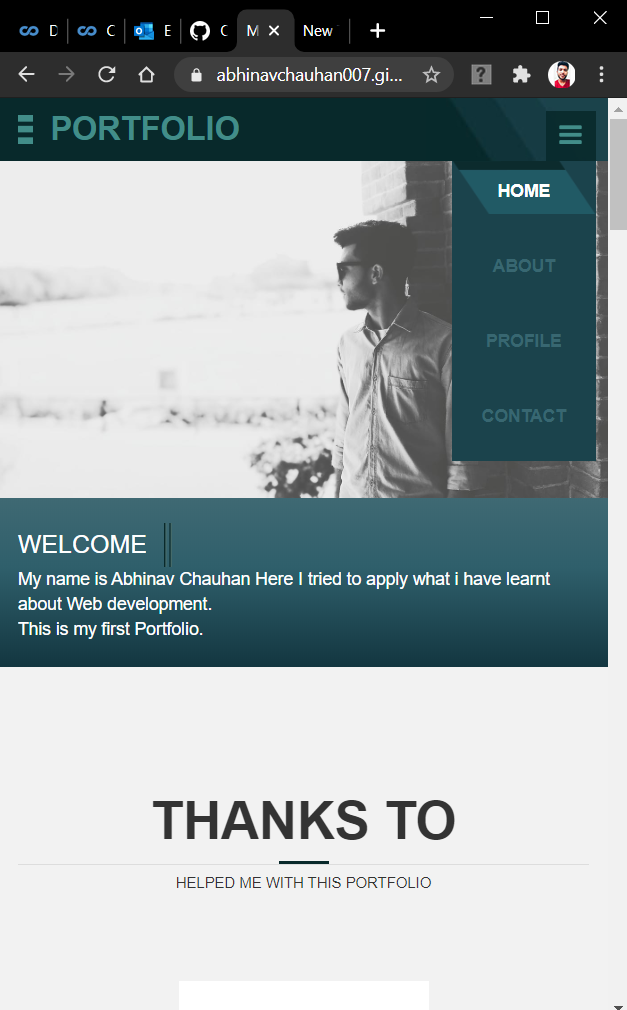 D
C
E
C
M
New
abhinavchauhan007.gi...
PORTFOLIO
HOME
ABOUT
PROFILE
CONTACT
WELCOME
My name is Abhinav Chauhan Here I tried to apply what i have learnt
about Web development.
This is my first Portfolio.
THANKS TO
HELPED ME WITH THIS PORTFOLIO